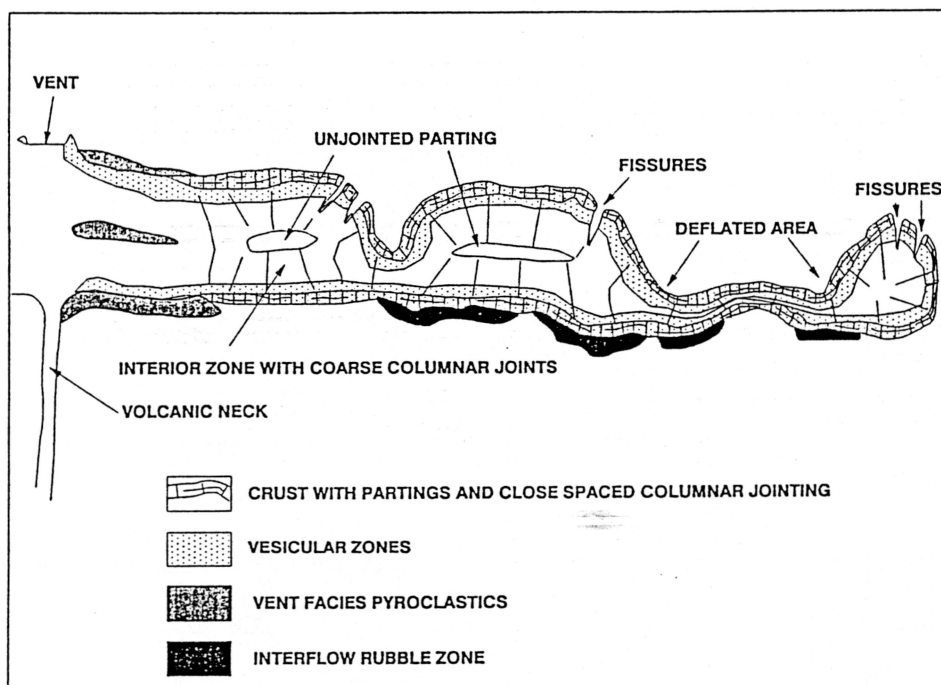 VENT
UNJOINTED PARTING
FISSURES
FISSURES
DEFLATED AREA
INTERIOR ZONE WITH COARSE COLUMNAR JOINTS
VOLCANIC NECK
CRUST WITH PARTINGS AND CLOSE SPACED COLUMNAR JOINTING
VESICULAR ZONES
VENT FACIES PYROCLASTICS
INTERFLOW RUBBLE ZONE